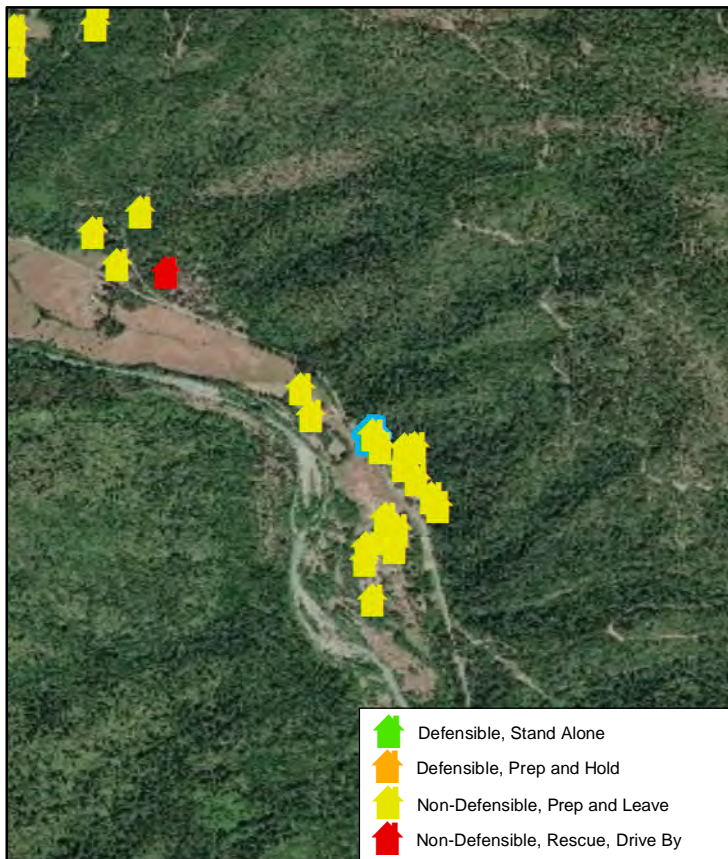 Defensible, Stand Alone
Defensible, Prep and Hold
Non-Defensible, Prep and Leave
Non-Defensible, Rescue, Drive By